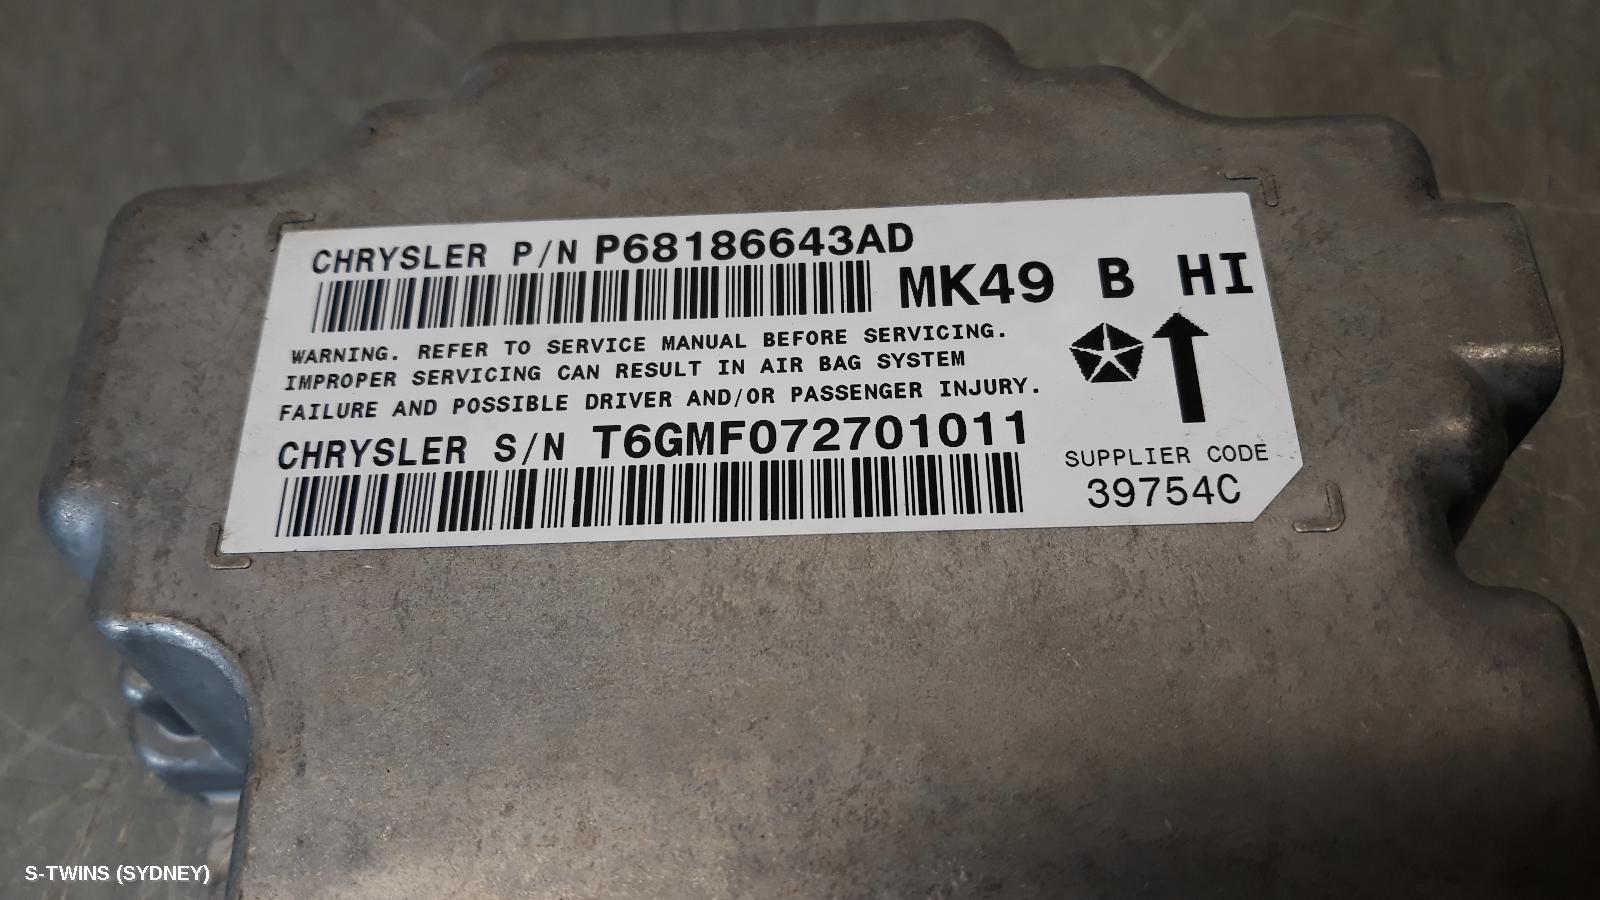 CHRYSLER P/N P68186643AD
MK49 B HI
WARNING. REFER TO SERVICE MANUAL BEFORE SERVICING.
IMPROPER SERVICING CAN RESULT IN AIR BAG SYSTEM
FAILURE AND POSSIBLE DRIVER AND/OR PASSENGER INJURY.
CHRYSLER S/N T6GMF072701011
SUPPLIER CODE
39754C
S-TWINS (SYDNEY)